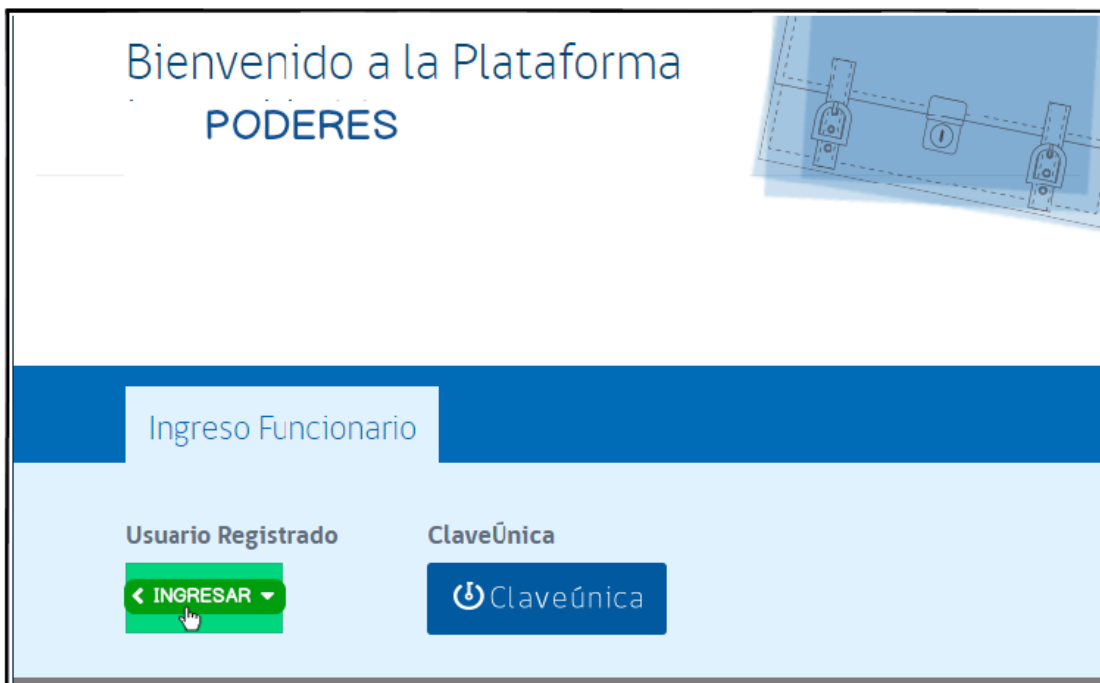 Bienvenido a la Plataforma
PODERES
Ingreso Funcionario
Usuario Registrado
ClaveÚnica
INGRESAR
Claveúnica